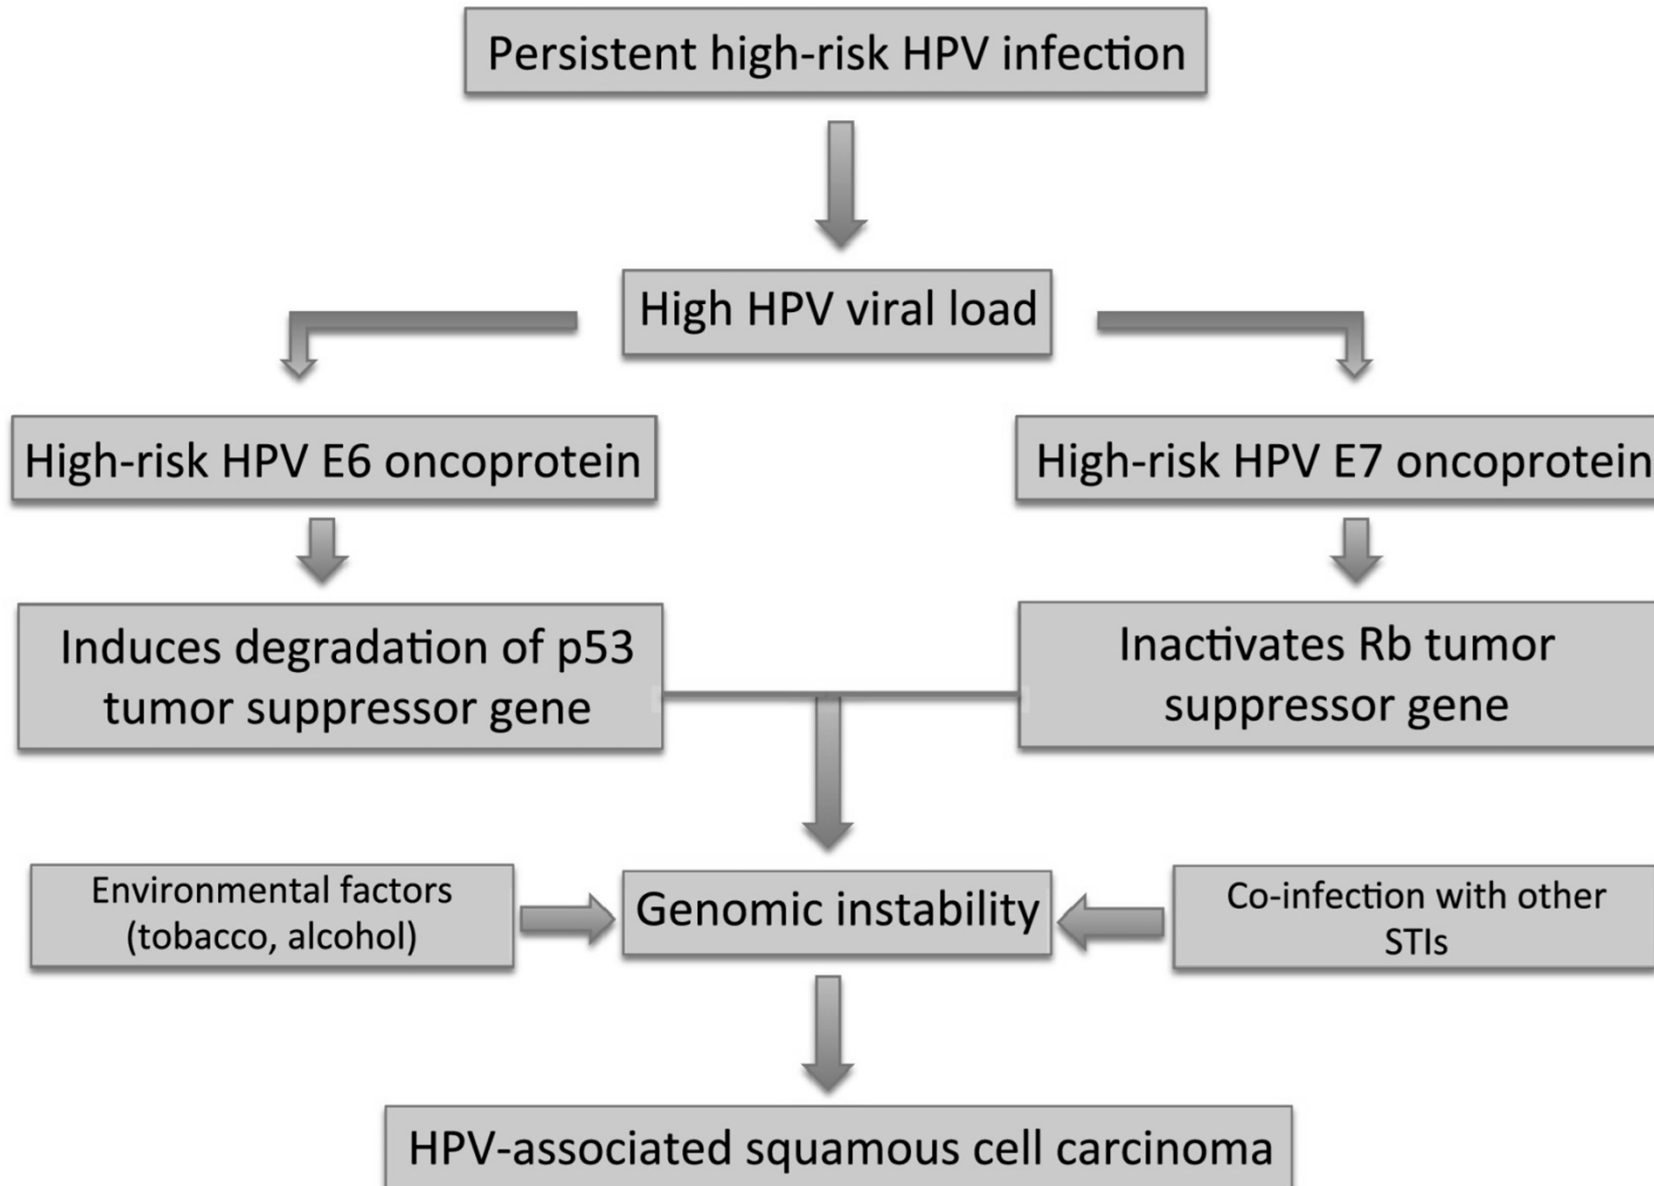 Persistent high-risk HPV infection
High HPV viral load
High-risk HPV E6 oncoprotein
High-risk HPV E7 oncoprotein
Induces degradation of p53
tumor suppressor gene
Inactivates Rb tumor
suppressor gene
Environmental factors
(tobacco, alcohol)
Genomic instability
Co-infection with other
STIs
HPV-associated squamous cell carcinoma